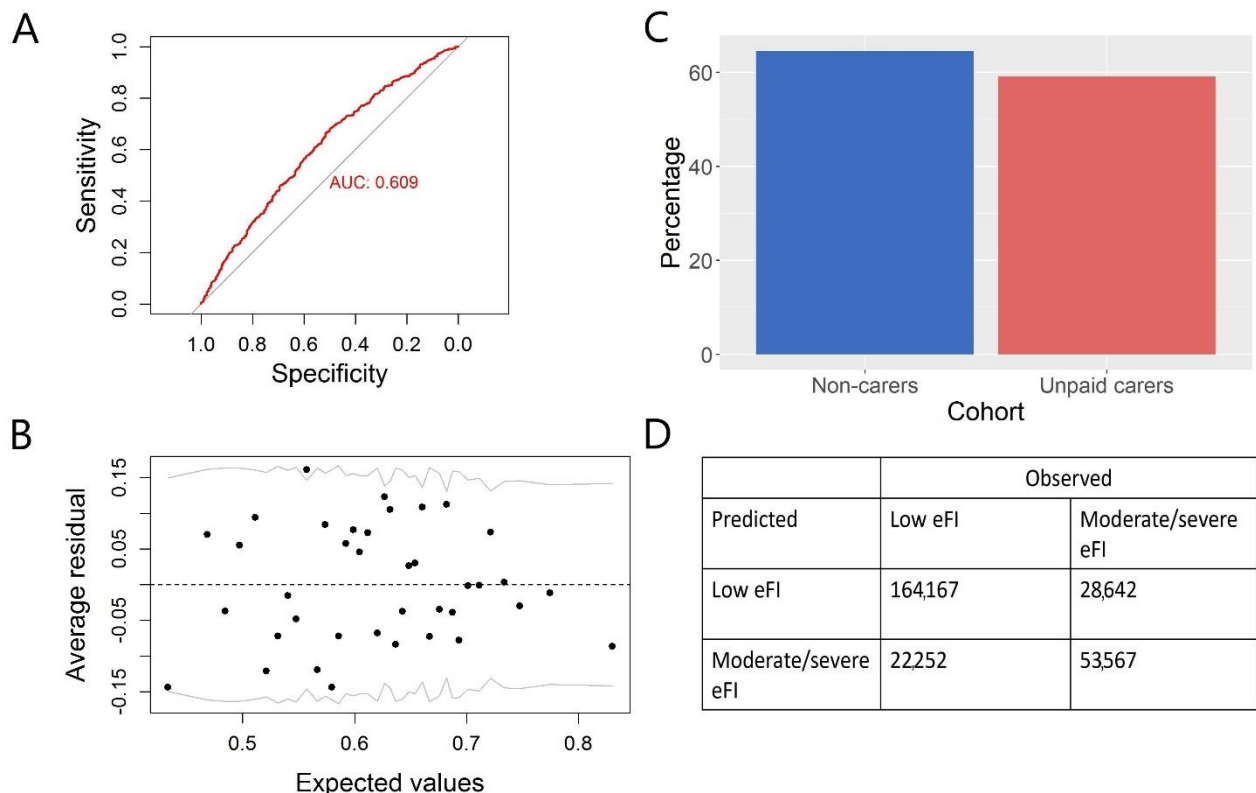 A
1.0
0.8
0.6
0.4
0.2
0.0
Sensitivity
AUC: 0.609
1.0 0.8 0.6 0.4 0.2 0.0
Specificity
B
0.15
0.05
-0.05
-0.15
Average residual
0.5 0.6 0.7 0.8
Expected values
C
60
40
20
0
Percentage
Non-carers Unpaid carers
Cohort
D
Observed
Predicted Low eFI Moderate/severe
eFI
Low eFI 164,167 28,642
Moderate/severe 22,252 53,567
eFI